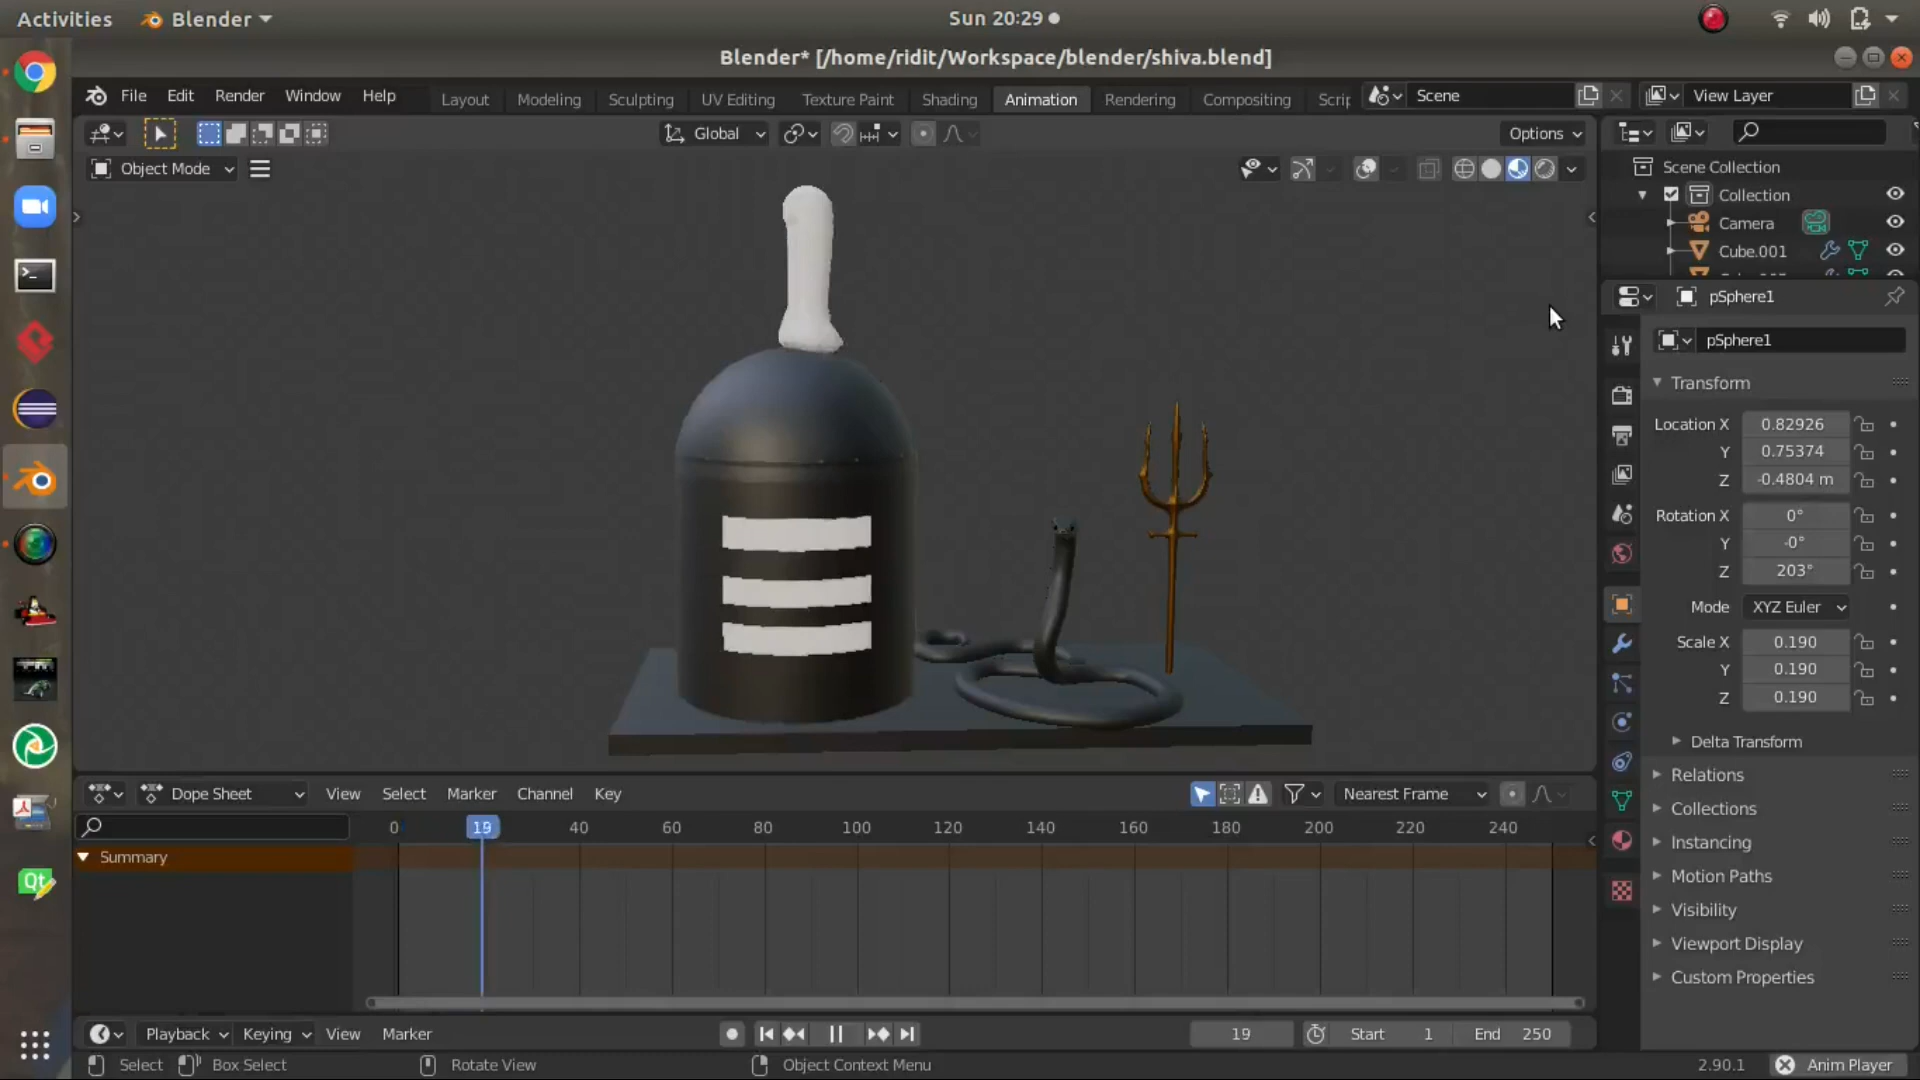 Activities Blender Sun 20:29
Blender* [/home/ridit/Workspace/blender/shiva.blend]
File Edit Render Window Help Layout Modeling Sculpting UV Editing Texture Paint Shading Animation Rendering Compositing Scrip Scene View Layer
Global Options
Object Mode
Scene Collection
Collection
Camera
Cube.001
pSphere1
pSphere1
Transform
Location X 0.82926
Y 0.75374
Z -0.4804 m
Rotation X 0°
Y -0°
Z 203°
Mode XYZ Euler
Scale X 0.190
Y 0.190
Z 0.190
Delta Transform
Relations
Collections
Instancing
Motion Paths
Visibility
Viewport Display
Custom Properties
Dope Sheet View Select Marker Channel Key Nearest Frame
0 19 40 60 80 100 120 140 160 180 200 220 240
Summary
Playback Keying View Marker 19 Start 1 End 250
Select Box Select Rotate View Object Context Menu 2.90.1 Anim Player
Qt